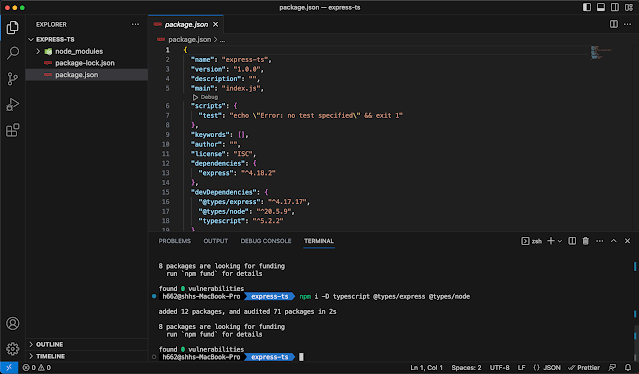 package.json — express-ts
EXPLORER
EXPRESS-TS
node_modules
package-lock.json
package.json
OUTLINE
TIMELINE
package.json
package.json > ...
1 {
2 "name": "express-ts",
3 "version": "1.0.0",
4 "description": "",
5 "main": "index.js",
Debug
6 "scripts": {
7 "test": "echo \"Error: no test specified\" && exit 1"
8 },
9 "keywords": [],
10 "author": "",
11 "license": "ISC",
12 "dependencies": {
13 "express": "^4.18.2"
14 },
15 "devDependencies": {
16 "@types/express": "^4.17.17",
17 "@types/node": "^20.5.9",
18 "typescript": "^5.2.2"
19 }
PROBLEMS OUTPUT DEBUG CONSOLE TERMINAL
zsh
8 packages are looking for funding
run `npm fund` for details
found 0 vulnerabilities
h662@shhs-MacBook-Pro express-ts npm i -D typescript @types/express @types/node
added 12 packages, and audited 71 packages in 2s
8 packages are looking for funding
run `npm fund` for details
found 0 vulnerabilities
h662@shhs-MacBook-Pro express-ts
0 0 Ln 1, Col 1 Spaces: 2 UTF-8 LF {} JSON Prettier